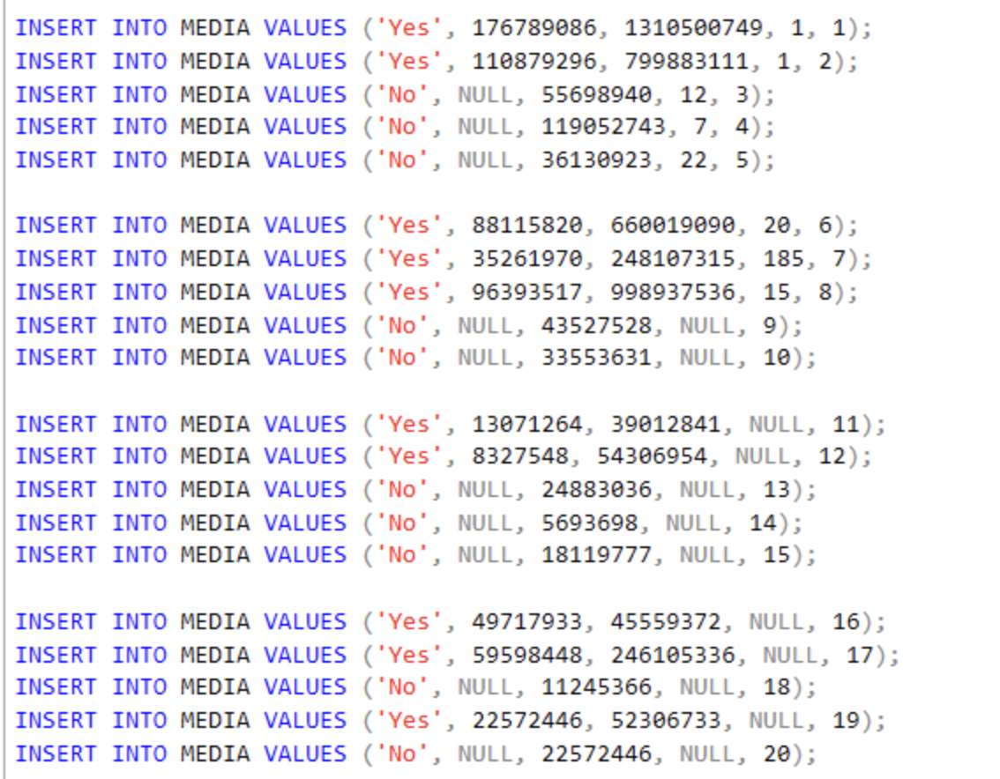 INSERT INTO MEDIA VALUES ('Yes', 176789086, 1310500749, 1, 1);
INSERT INTO MEDIA VALUES ('Yes', 110879296, 799883111, 1, 2);
INSERT INTO MEDIA VALUES ('No', NULL, 55698940, 12, 3);
INSERT INTO MEDIA VALUES ('No', NULL, 119052743, 7, 4);
INSERT INTO MEDIA VALUES ('No', NULL, 36130923, 22, 5);
INSERT INTO MEDIA VALUES ('Yes', 88115820, 660019090, 20, 6);
INSERT INTO MEDIA VALUES ('Yes', 35261970, 248107315, 185, 7);
INSERT INTO MEDIA VALUES ('Yes', 96393517, 998937536, 15, 8);
INSERT INTO MEDIA VALUES ('No', NULL, 43527528, NULL, 9);
INSERT INTO MEDIA VALUES ('No', NULL, 33553631, NULL, 10);
INSERT INTO MEDIA VALUES ('Yes', 13071264, 39012841, NULL, 11);
INSERT INTO MEDIA VALUES ('Yes', 8327548, 54306954, NULL, 12);
INSERT INTO MEDIA VALUES ('No', NULL, 24883036, NULL, 13);
INSERT INTO MEDIA VALUES ('No', NULL, 5693698, NULL, 14);
INSERT INTO MEDIA VALUES ('No', NULL, 18119777, NULL, 15);
INSERT INTO MEDIA VALUES ('Yes', 49717933, 45559372, NULL, 16);
INSERT INTO MEDIA VALUES ('Yes', 59598448, 246105336, NULL, 17);
INSERT INTO MEDIA VALUES ('No', NULL, 11245366, NULL, 18);
INSERT INTO MEDIA VALUES ('Yes', 22572446, 52306733, NULL, 19);
INSERT INTO MEDIA VALUES ('No', NULL, 22572446, NULL, 20);